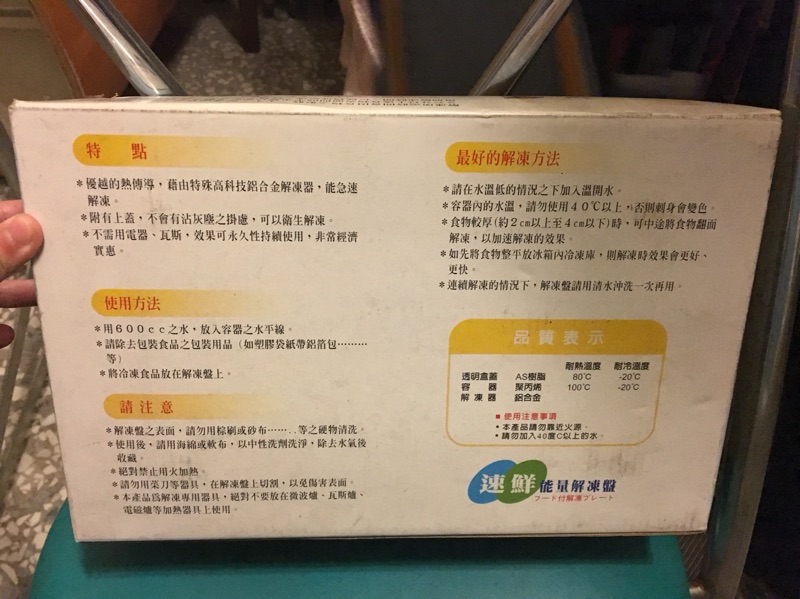 特 點
*優越的熱傳導，藉由特殊高科技鋁合金解凍器，能急速
解凍。
*附有上蓋，不會有沾灰塵之掛慮，可以衛生解凍。
*不需用電器、瓦斯，效果可永久性持續使用，非常經濟
實惠。
使用方法
*用６００ｃｃ之水，放入容器之水平線。
*請除去包裝食品之包裝用品（如塑膠袋紙帶鋁箔包………
等）
*將冷凍食品放在解凍盤上。
請 注 意
*解凍盤之表面，請勿用棕刷或砂布……..等之硬物清洗。
*使用後，請用海綿或軟布，以中性洗劑洗淨，除去水氣後
收藏。
*絕對禁止用火加熱。
*請勿用菜刀等器具，在解凍盤上切割，以免傷害表面。
*本產品爲解凍專用器具，絕對不要放在微波爐、瓦斯爐、
電磁爐等加熱器具上使用。
最好的解凍方法
*請在水溫低的情況之下加入溫開水。
*容器內的水溫，請勿使用４０℃以上，否則刺身會變色。
*食物較厚(約２㎝以上至４㎝以下)時，可中途將食物翻面
解凍，以加速解凍的效果。
*如先將食物整平放冰箱內冷凍庫，則解凍時效果會更好、
更快。
*連續解凍的情況下，解凍盤請用清水沖洗一次再用。
品 質 表 示
耐熱溫度 耐冷溫度
透明盒蓋 AS樹脂 80℃ -20℃
容 器 聚丙烯 100℃ -20℃
解 凍 器 鋁合金
■ 使用注意事項
•本產品請勿靠近火源。
•請勿加入40度C以上的水。
速鮮 能量解凍盤
フード付解凍プレート